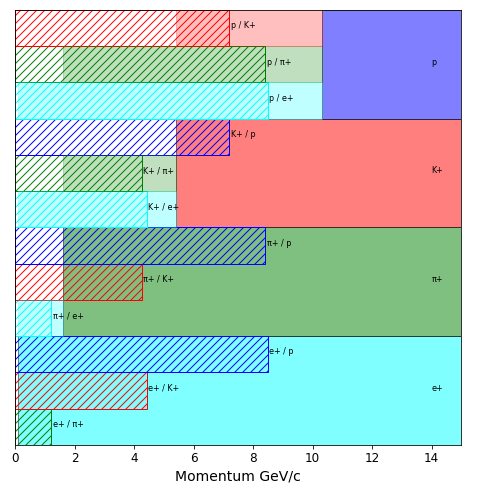 p / K+
p / π+
p
p / e+
K+ / p
K+ / π+
K+
K+ / e+
π+ / p
π+ / K+
π+
π+ / e+
e+ / p
e+ / K+
e+
e+ / π+
0 2 4 6 8 10 12 14
Momentum GeV/c